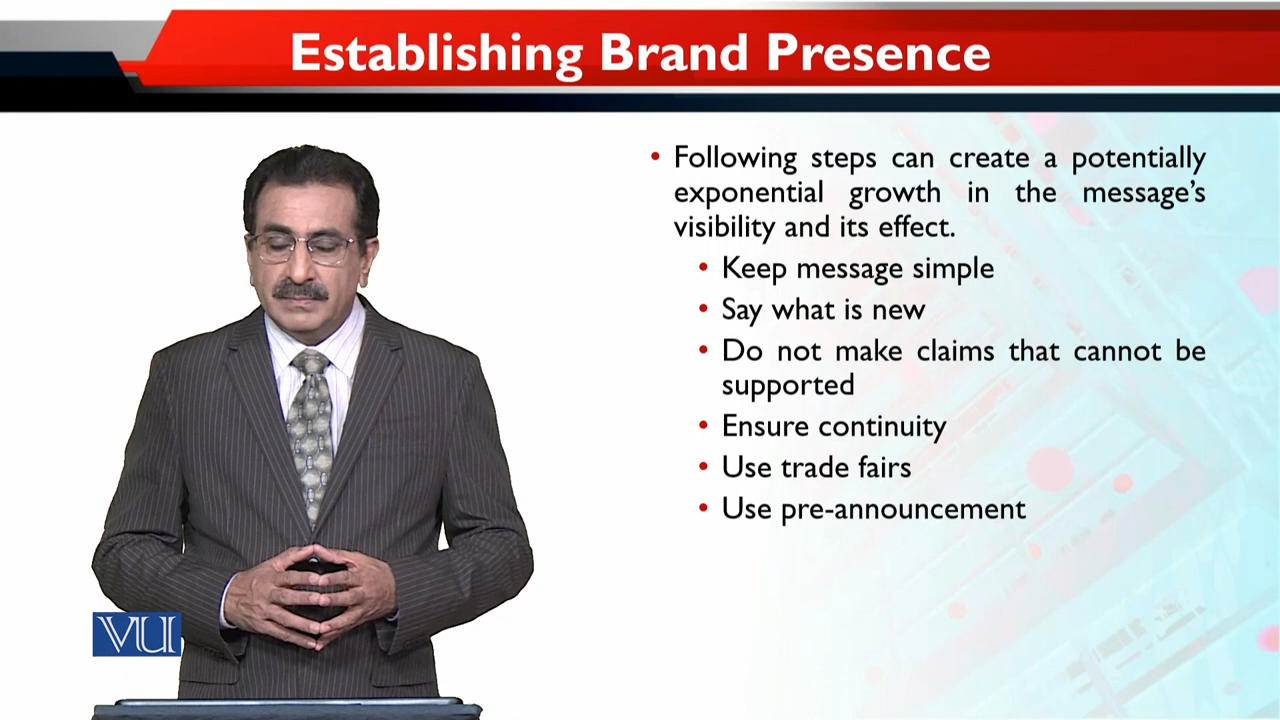 Establishing Brand Presence
• Following steps can create a potentially
exponential growth in the message’s
visibility and its effect.
• Keep message simple
• Say what is new
• Do not make claims that cannot be
supported
• Ensure continuity
• Use trade fairs
• Use pre-announcement
VU